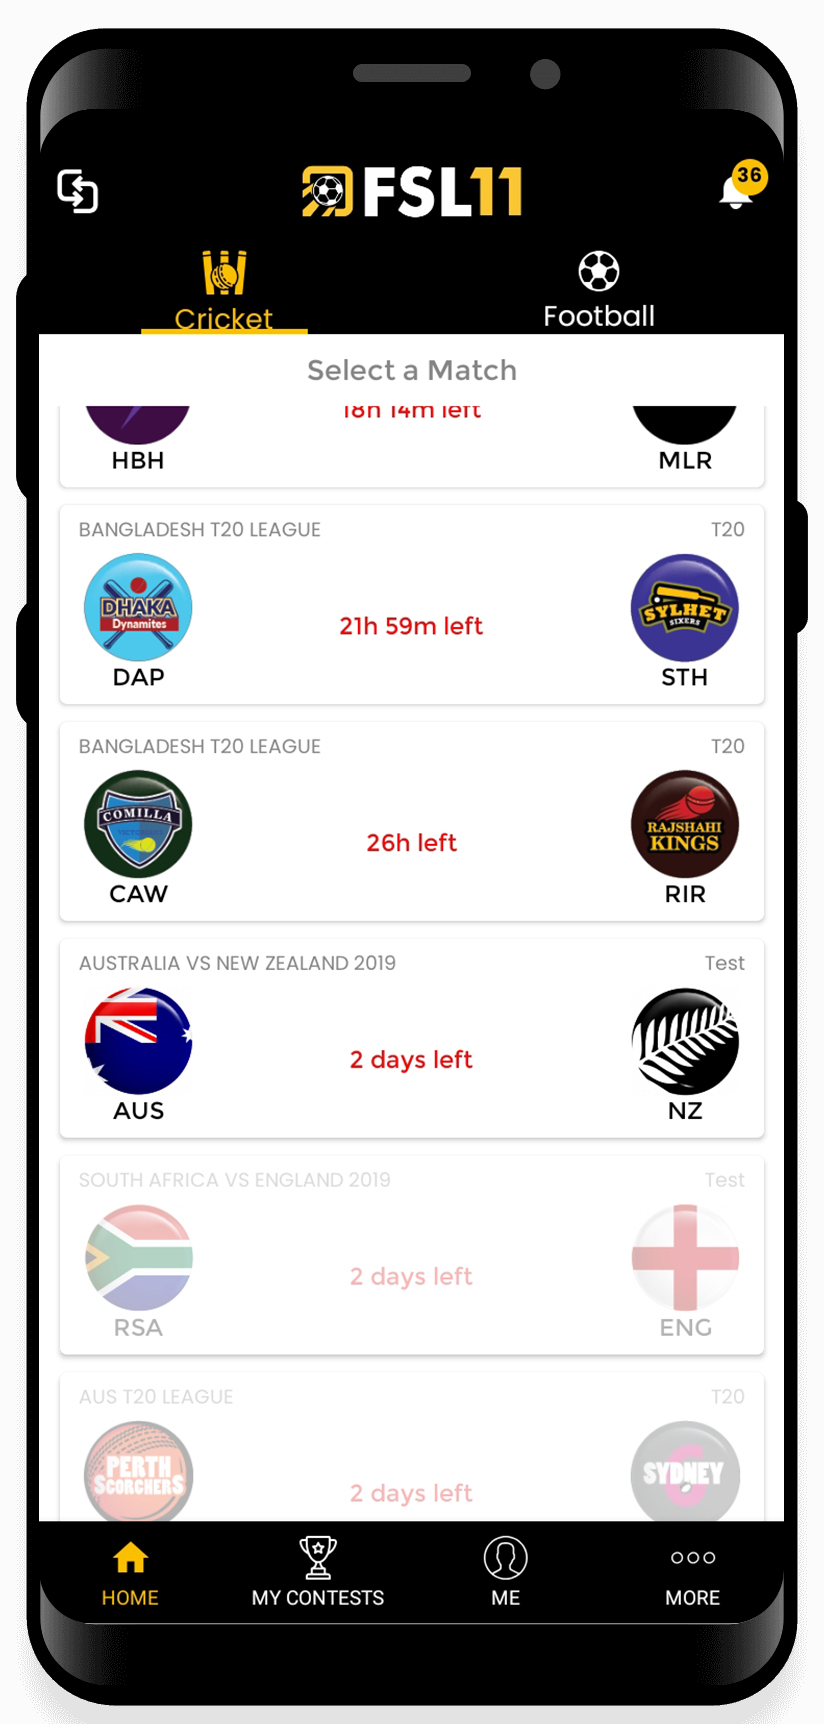 36
FSL11
Cricket
Football
Select a Match
18h 14m left
HBH
MLR
BANGLADESH T20 LEAGUE
T20
DHAKA
Dynamites
SYLHET
SIXERS
21h 59m left
DAP
STH
BANGLADESH T20 LEAGUE
T20
COMILLA
RAJSHAHI
KINGS
26h left
CAW
RIR
AUSTRALIA VS NEW ZEALAND 2019
Test
2 days left
AUS
NZ
SOUTH AFRICA VS ENGLAND 2019
Test
2 days left
RSA
ENG
AUS T20 LEAGUE
T20
PERTH
SCORCHERS
SYDNEY
2 days left
HOME
MY CONTESTS
ME
MORE